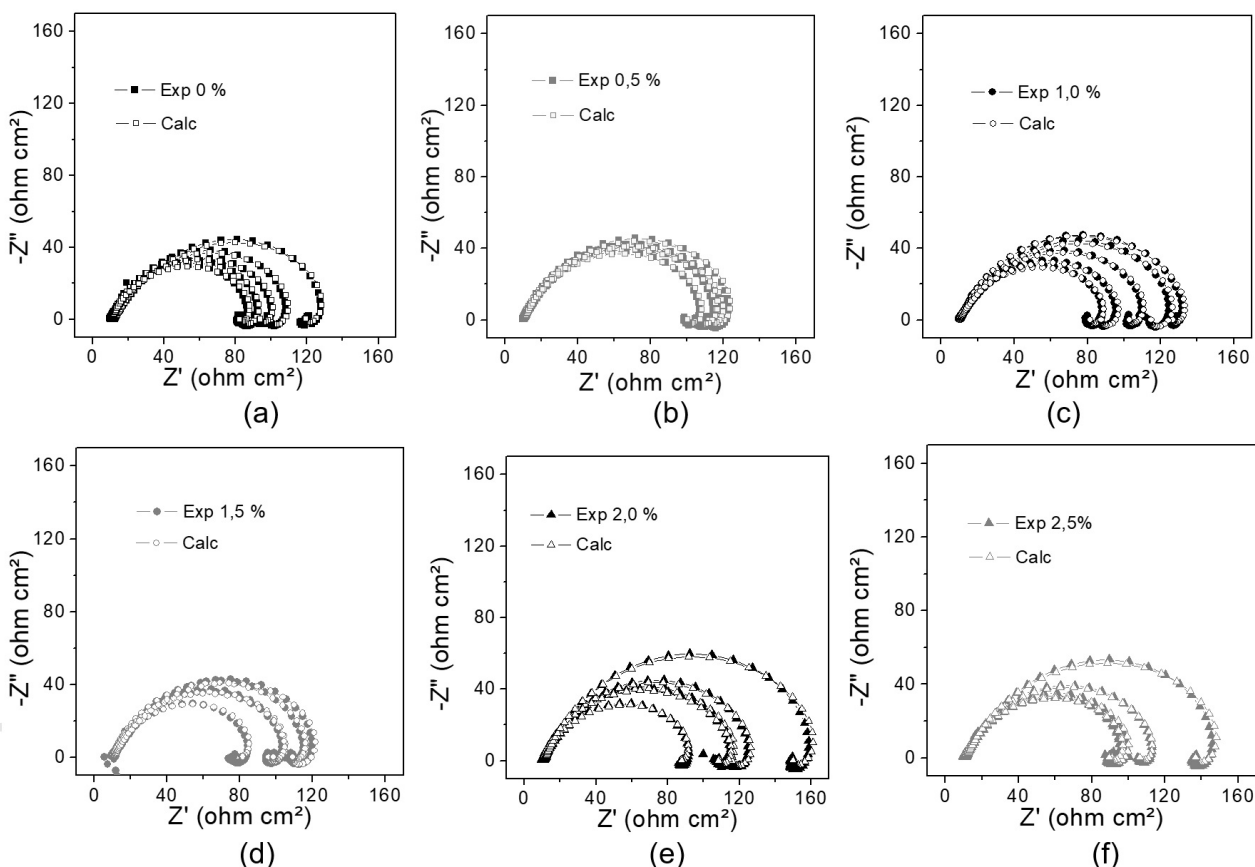 160
120
80
40
0
-Z" (ohm cm²)
Exp 0 %
Calc
0 40 80 120 160
Z' (ohm cm²)
(a)
160
120
80
40
0
-Z" (ohm cm²)
Exp 0,5 %
Calc
0 40 80 120 160
Z' (ohm cm²)
(b)
160
120
80
40
0
-Z" (ohm cm²)
Exp 1,0 %
Calc
0 40 80 120 160
Z' (ohm cm²)
(c)
160
120
80
40
0
-Z" (ohm cm²)
Exp 1,5 %
Calc
0 40 80 120 160
Z' (ohm cm²)
(d)
160
120
80
40
0
-Z" (ohm cm²)
Exp 2,0 %
Calc
0 40 80 120 160
Z' (ohm cm²)
(e)
160
120
80
40
0
-Z" (ohm cm²)
Exp 2,5%
Calc
0 40 80 120 160
Z' (ohm cm²)
(f)